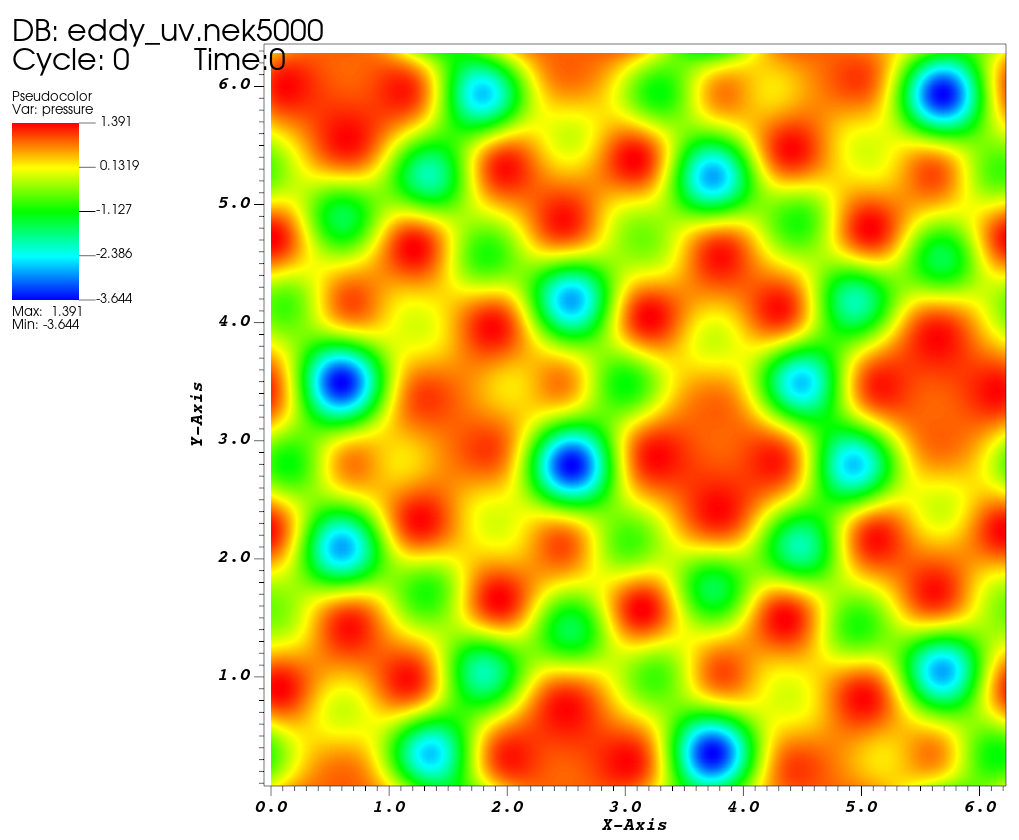 DB: eddy_uv.nek5000
Cycle: 0 Time:0
Pseudocolor
Var: pressure
1.391
0.1319
-1.127
-2.386
-3.644
Max: 1.391
Min: -3.644
6.0
5.0
4.0
3.0
2.0
1.0
Y-Axis
0.0 1.0 2.0 3.0 4.0 5.0 6.0
X-Axis